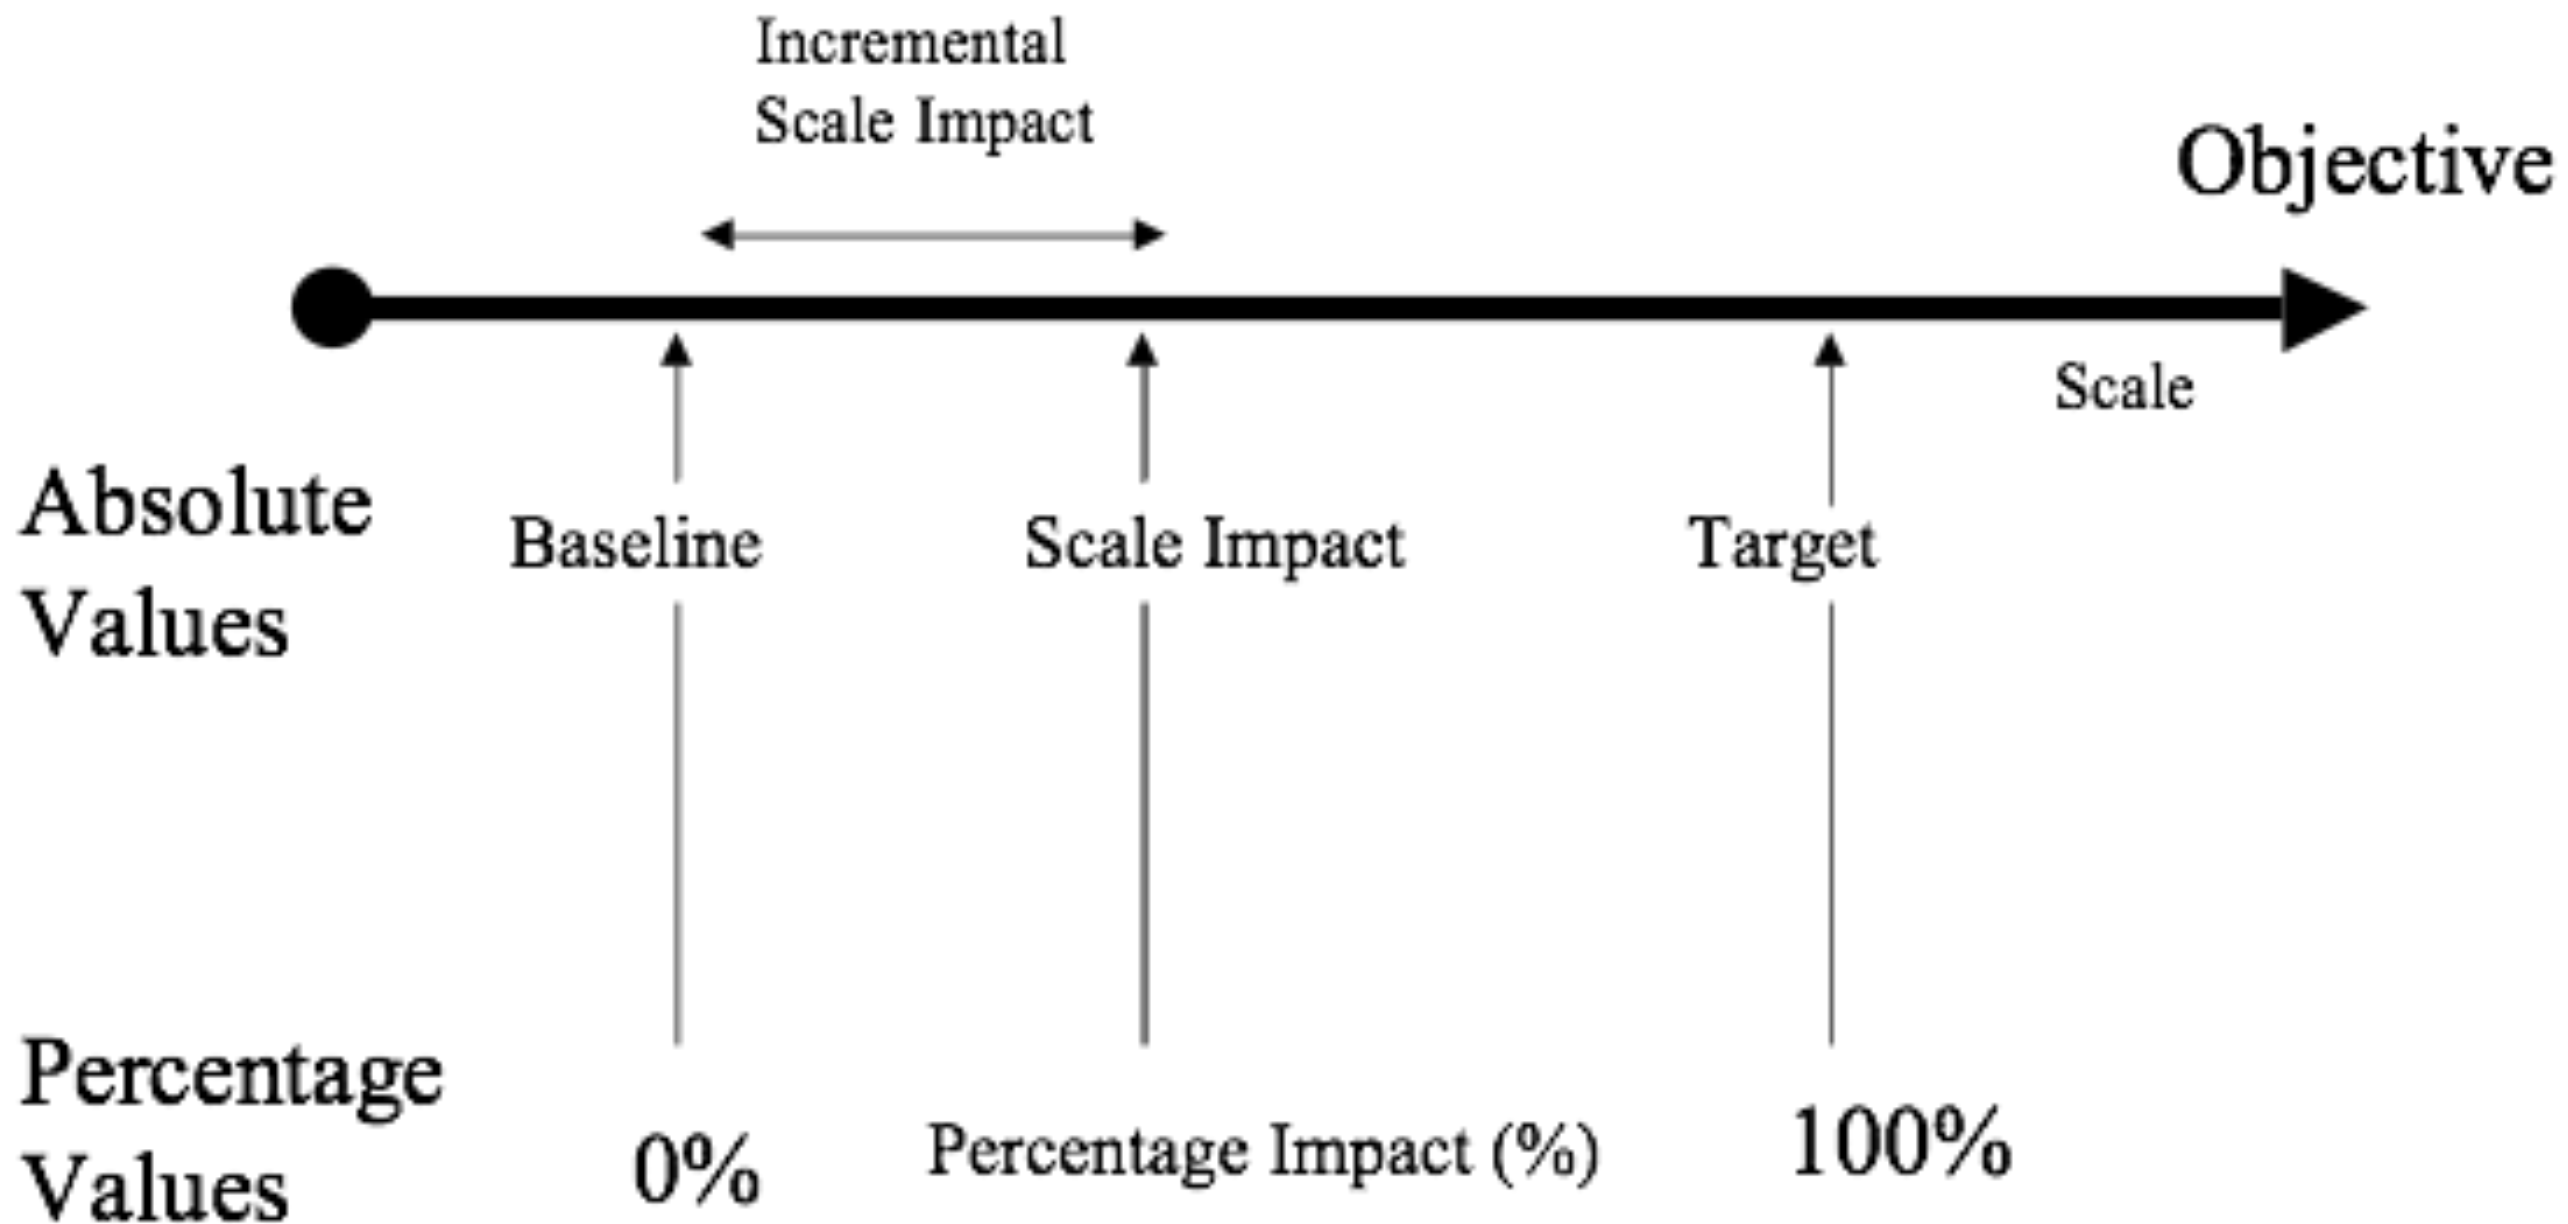 Incremental
Scale Impact
Objective
Scale
Absolute
Values
Baseline
Scale Impact
Target
Percentage
Values
0%
Percentage Impact (%)
100%